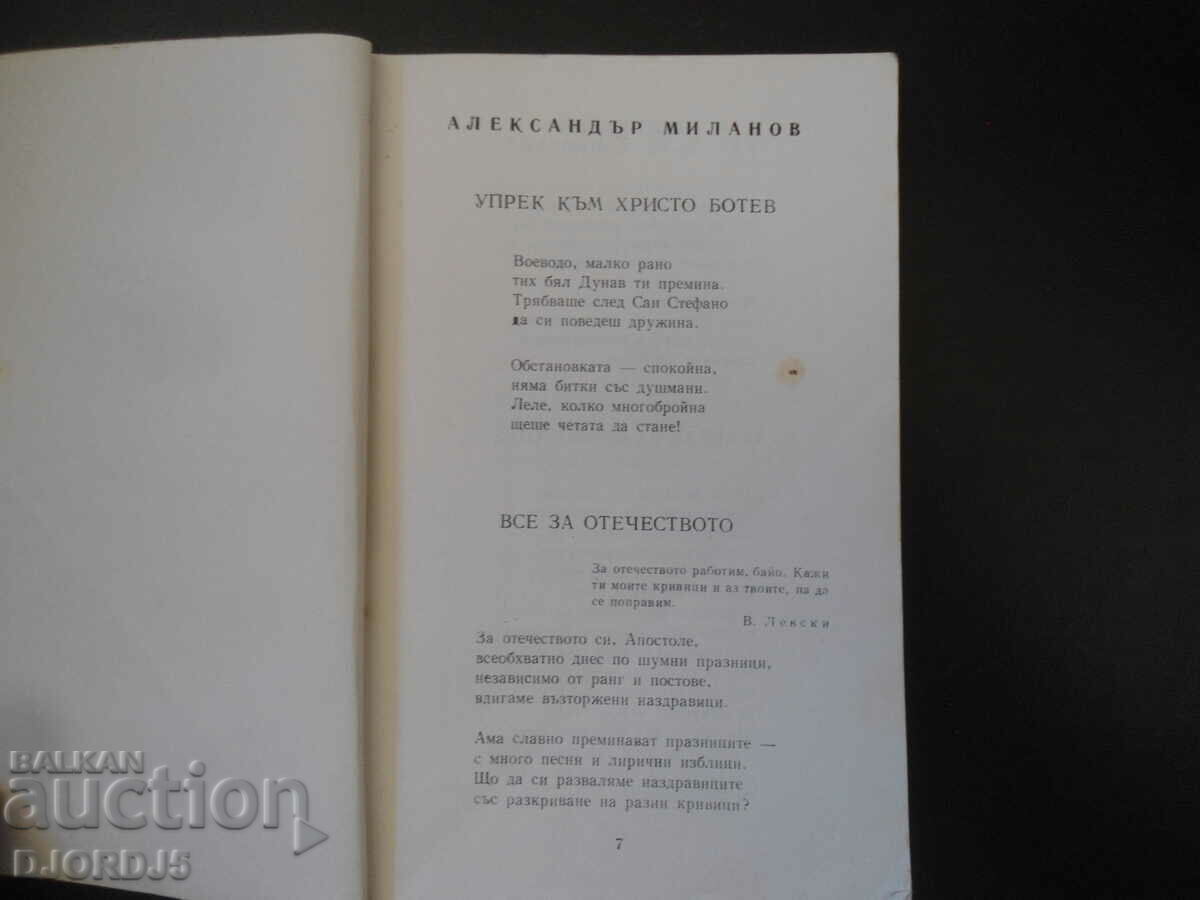 АЛЕКСАНДЪР МИЛАНОВ
УПРЕК КЪМ ХРИСТО БОТЕВ
Воеводо, малко рано
тих бял Дунав ти премина.
Трябваше след Сан Стефано
да си поведеш дружина.
Обстановката — спокойна,
няма битки със душмани.
Леле, колко многобройна
щеше четата да стане!
ВСЕ ЗА ОТЕЧЕСТВОТО
За отечеството работим, байо. Кажи
ти моите кривици и аз твоите, па да
се поправим.
В. Левски
За отечеството си, Апостоле,
всеобхватно днес по шумни празници,
независимо от ранг и постове,
вдигаме възторжени наздравици.
Ама славно преминават празниците —
с много песни и лирични изблици.
Що да си разваляме наздравиците
със разкриване на разни кривици?
7
BALKAN
auction
DJORDJ5